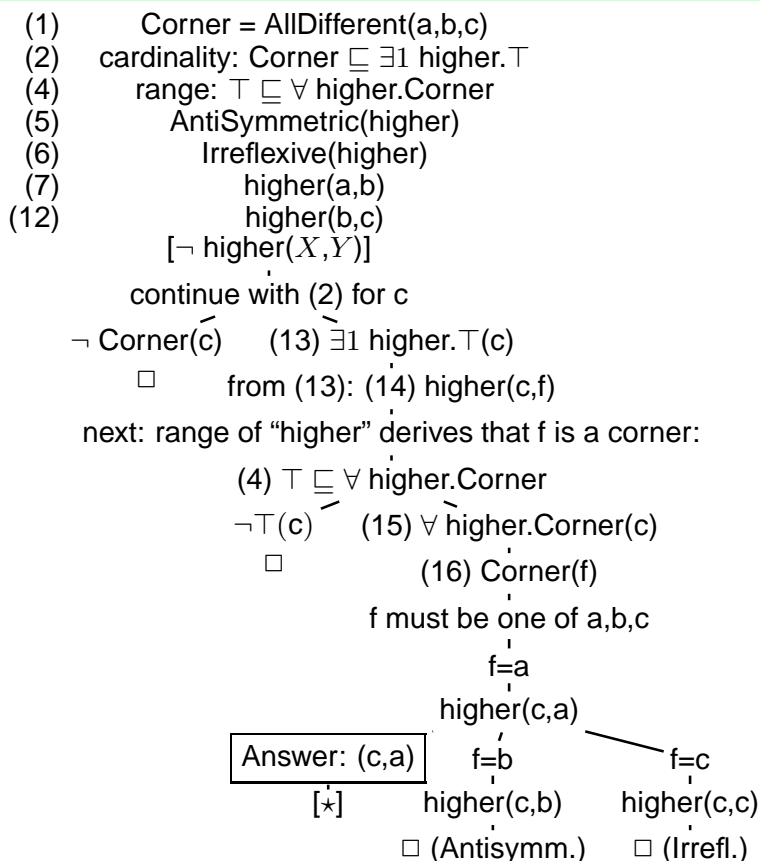 (1) Corner = AllDifferent(a,b,c)
(2) cardinality: Corner ⊑ ∃1 higher.⊤
(4) range: ⊤ ⊑ ∀ higher.Corner
(5) AntiSymmetric(higher)
(6) Irreflexive(higher)
(7) higher(a,b)
(12) higher(b,c)
[¬ higher(X,Y)]
continue with (2) for c
¬ Corner(c) (13) ∃1 higher.⊤(c)
□ from (13): (14) higher(c,f)
next: range of “higher” derives that f is a corner:
(4) ⊤ ⊑ ∀ higher.Corner
¬⊤(c) (15) ∀ higher.Corner(c)
□ (16) Corner(f)
f must be one of a,b,c
f=a
higher(c,a)
Answer: (c,a) f=b f=c
[⋆] higher(c,b) higher(c,c)
□ (Antisymm.) □ (Irrefl.)